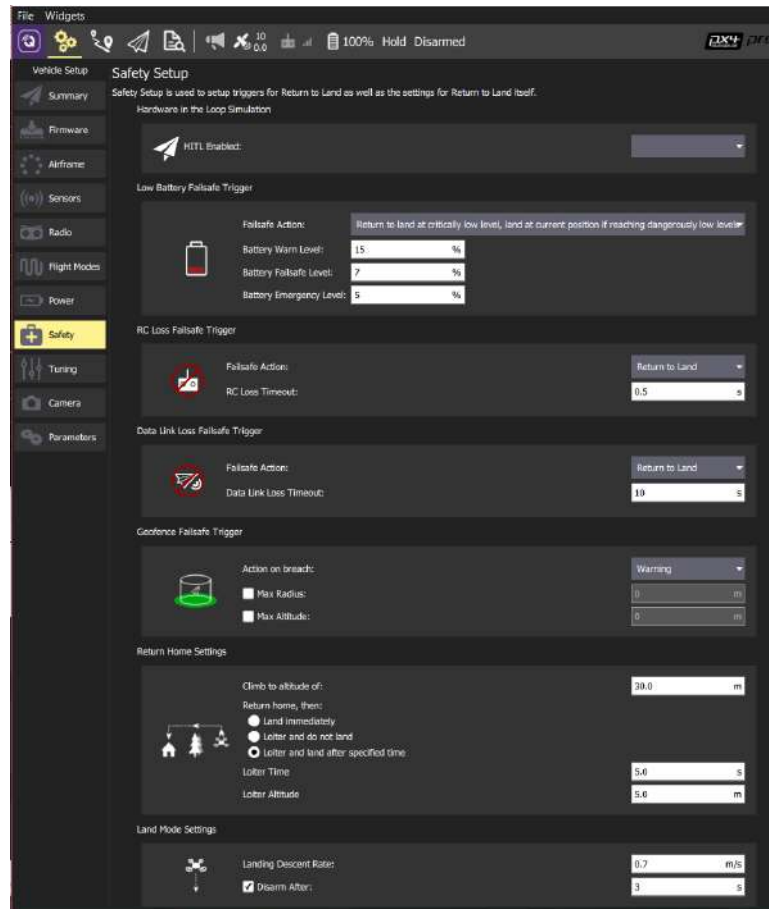 File Widgets
10
0.0
100% Hold Disarmed
px4 pro
Vehicle Setup
Safety Setup
Summary
Safety Setup is used to setup triggers for Return to Land as well as the settings for Return to Land itself.
Hardware in the Loop Simulation
Firmware
HITL Enabled:
Airframe
Low Battery Failsafe Trigger
Sensors
Radio
Failsafe Action: Return to land at critically low level, land at current position if reaching dangerously low levels
Battery Warn Level: 15 %
Flight Modes
Battery Failsafe Level: 7 %
Power
Battery Emergency Level: 5 %
Safety
RC Loss Failsafe Trigger
Tuning
Failsafe Action: Return to Land
RC Loss Timeout: 0.5 s
Camera
Parameters
Data Link Loss Failsafe Trigger
Failsafe Action: Return to Land
Data Link Loss Timeout: 10 s
Geofence Failsafe Trigger
Action on breach: Warning
Max Radius: 0 m
Max Altitude: 0 m
Return Home Settings
Climb to altitude of: 30.0 m
Return home, then:
Land immediately
Loiter and do not land
Loiter and land after specified time
Loiter Time 5.0 s
Loiter Altitude 5.0 m
Land Mode Settings
Landing Descent Rate: 0.7 m/s
Disarm After: 3 s